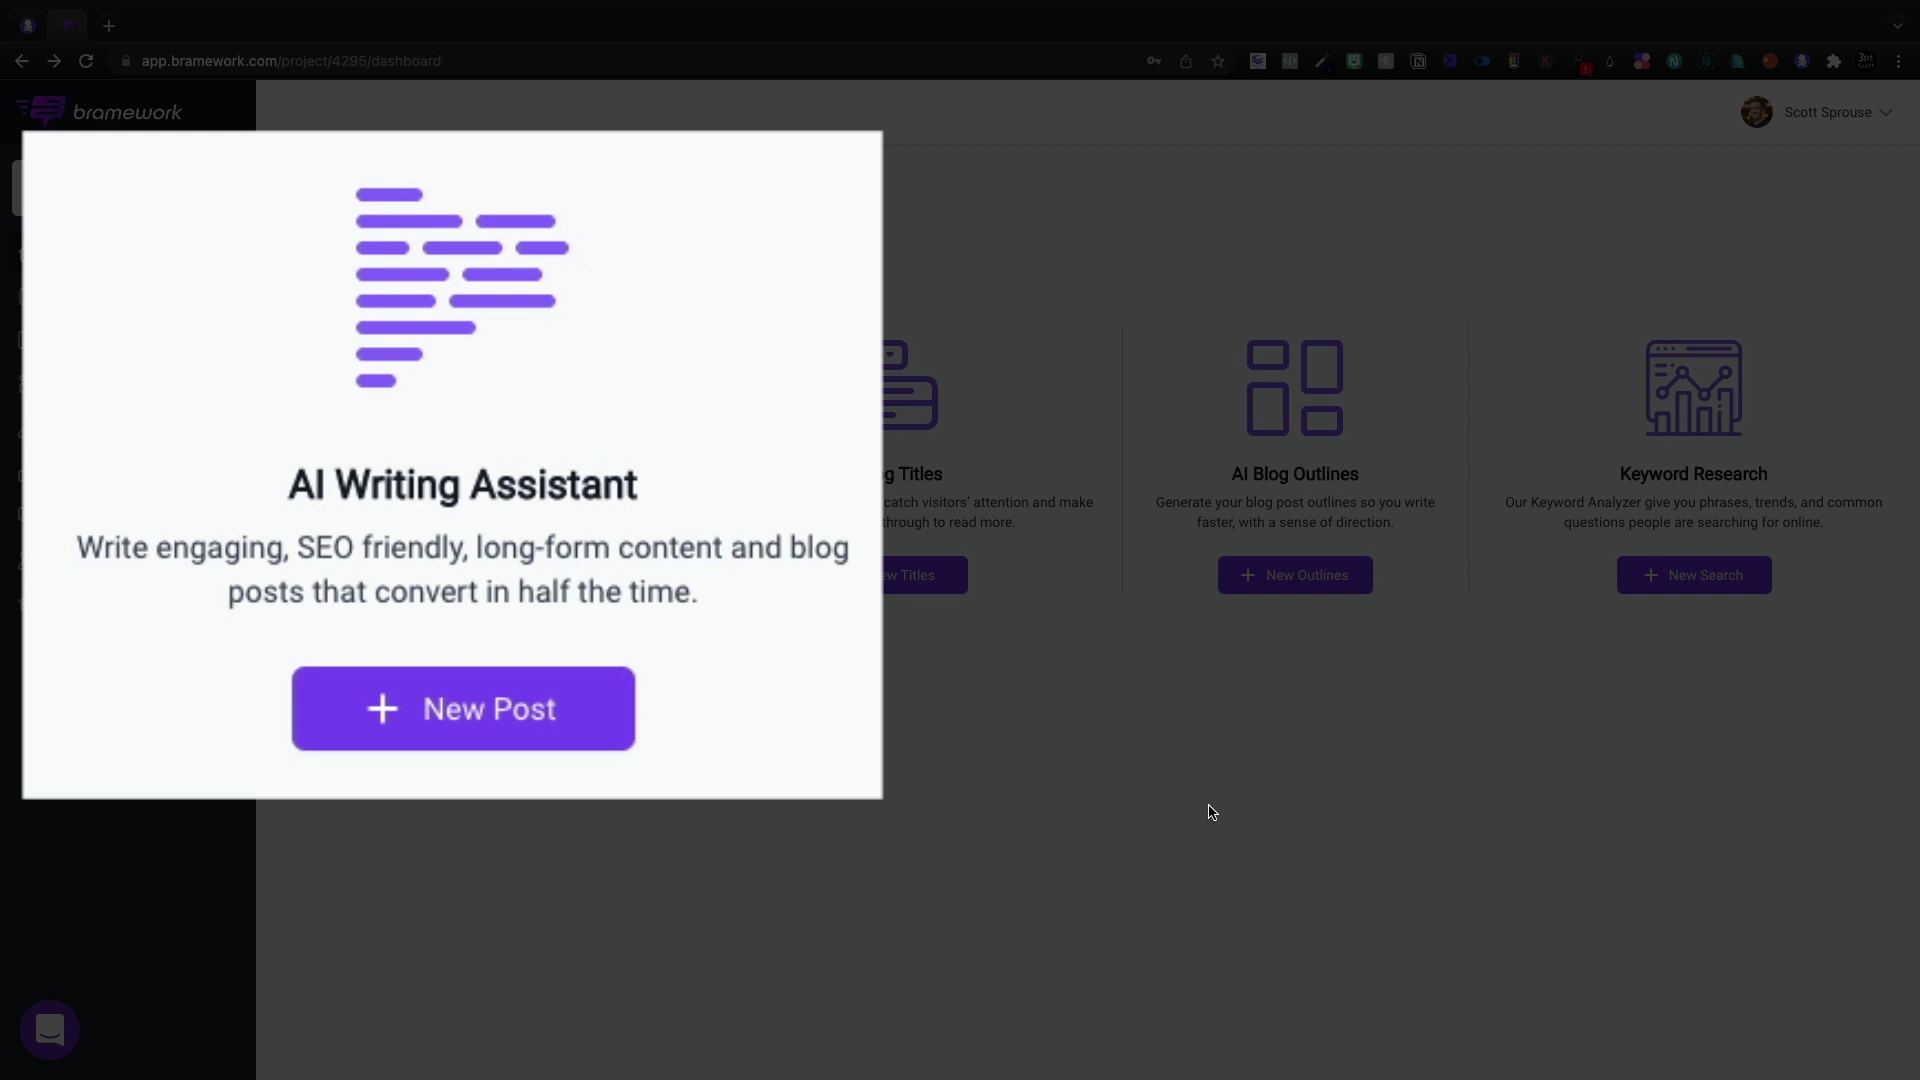 app.bramework.com/project/4295/dashboard
bramework
Scott Sprouse
AI Writing Assistant
Write engaging, SEO friendly, long-form content and blog
posts that convert in half the time.
+ New Post
Titles
catch visitors' attention and make
through to read more.
Titles
AI Blog Outlines
Generate your blog post outlines so you write
faster, with a sense of direction.
+ New Outlines
Keyword Research
Our Keyword Analyzer give you phrases, trends, and common
questions people are searching for online.
+ New Search